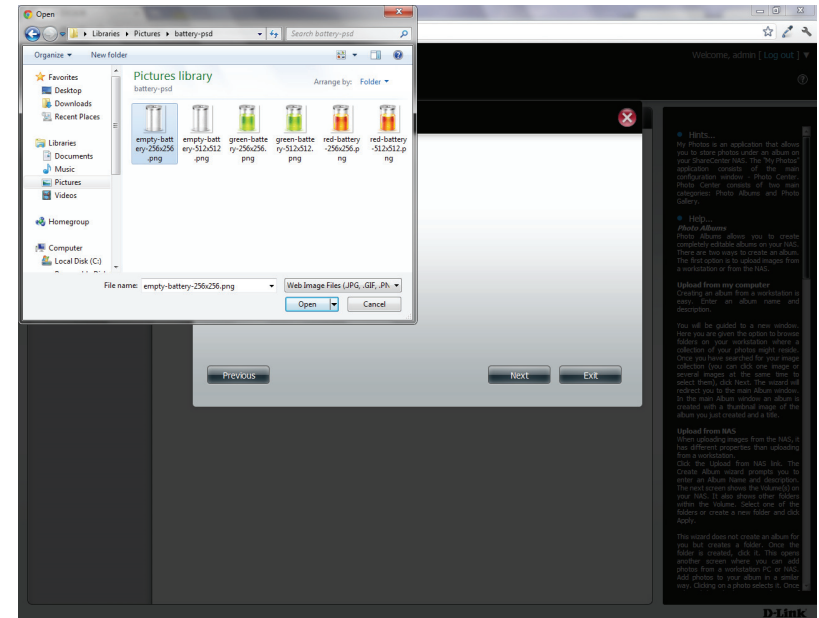 Open
Libraries
Pictures
battery-psd
Search battery-psd
Organize
New folder
Favorites
Desktop
Downloads
Recent Places
Libraries
Documents
Music
Pictures
Videos
Homegroup
Computer
Local Disk (C:)
Pictures library
battery-psd
Arrange by:
Folder
empty-batt
ery-256x256
.png
empty-batt
ery-512x512
.png
green-batte
ry-256x256.
png
green-batte
ry-512x512.
png
red-battery
-256x256.p
ng
red-battery
-512x512.p
ng
File name:
empty-battery-256x256.png
Web Image Files (.JPG, .GIF, .PN
Open
Cancel
Welcome, admin [ Log out ]
Previous
Next
Exit
Hints...
My Photos is an application that allows
you to store photos under an album on
your ShareCenter NAS. The "My Photos"
application consists of the main
configuration window - Photo Center.
Photo Center consists of two main
categories: Photo Albums and Photo
Gallery.
Help...
Photo Albums
Photo Albums allows you to create
completely editable albums on your NAS.
There are two ways to create an album.
The first option is to upload images from
a workstation or from the NAS.
Upload from my computer
Creating an album from a workstation is
easy. Enter an album name and
description.
You will be guided to a new window.
Here you are given the option to browse
folders on your workstation where a
collection of your photos might reside.
Once you have searched for your image
collection (you can click one image or
several images at the same time to
select them), click Next. The wizard will
redirect you to the main Album window.
In the main Album window an album is
created with a thumbnail image of the
album you just created and a title.
Upload from NAS
When uploading images from the NAS, it
has different properties than uploading
from a workstation.
Click the Upload from NAS link. The
Create Album wizard prompts you to
enter an Album Name and description.
The next screen shows the Volume(s) on
your NAS. It also shows other folders
within the Volume. Select one of the
folders or create a new folder and click
Apply.
This wizard does not create an album for
you but creates a folder. Once the
folder is created, click it. This opens
another screen where you can add
photos from a workstation PC or NAS.
Add photos to your album in a similar
way. Clicking on a photo selects it. Once
D-Link